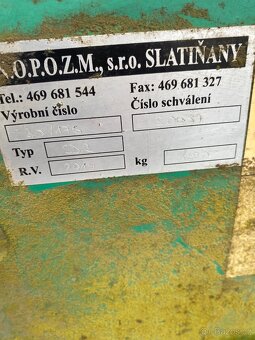 .O.P.O.Z.M., s.r.o. SLATIŇANY
Tel.: 469 681 544 Fax: 469 681 327
Výrobní číslo Číslo schválení
Typ
R.V. kg